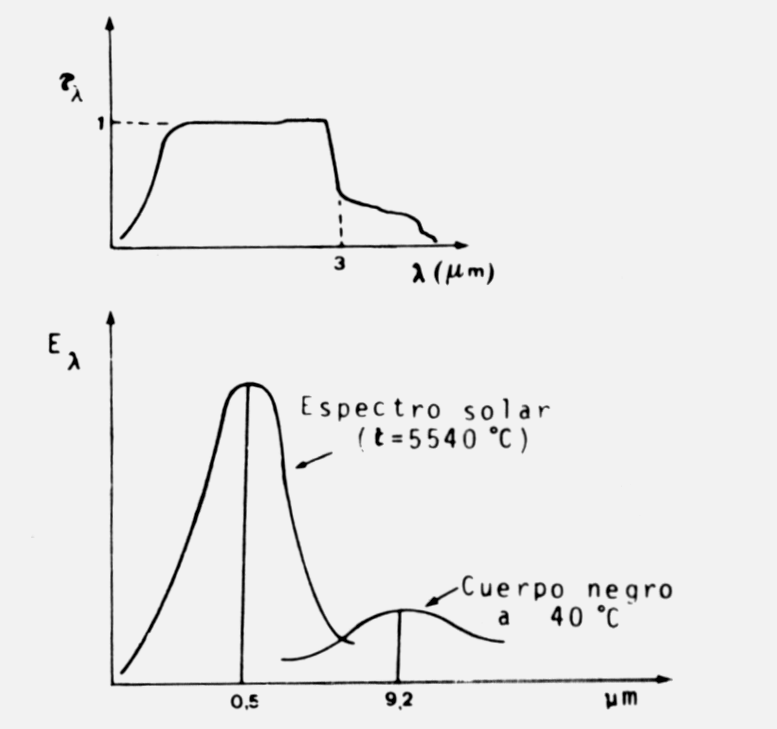 τλ
1
3
λ (μm)
Eλ
Espectro solar
(t=5540 °C)
Cuerpo negro
a 40 °C
0,5
9,2
μm